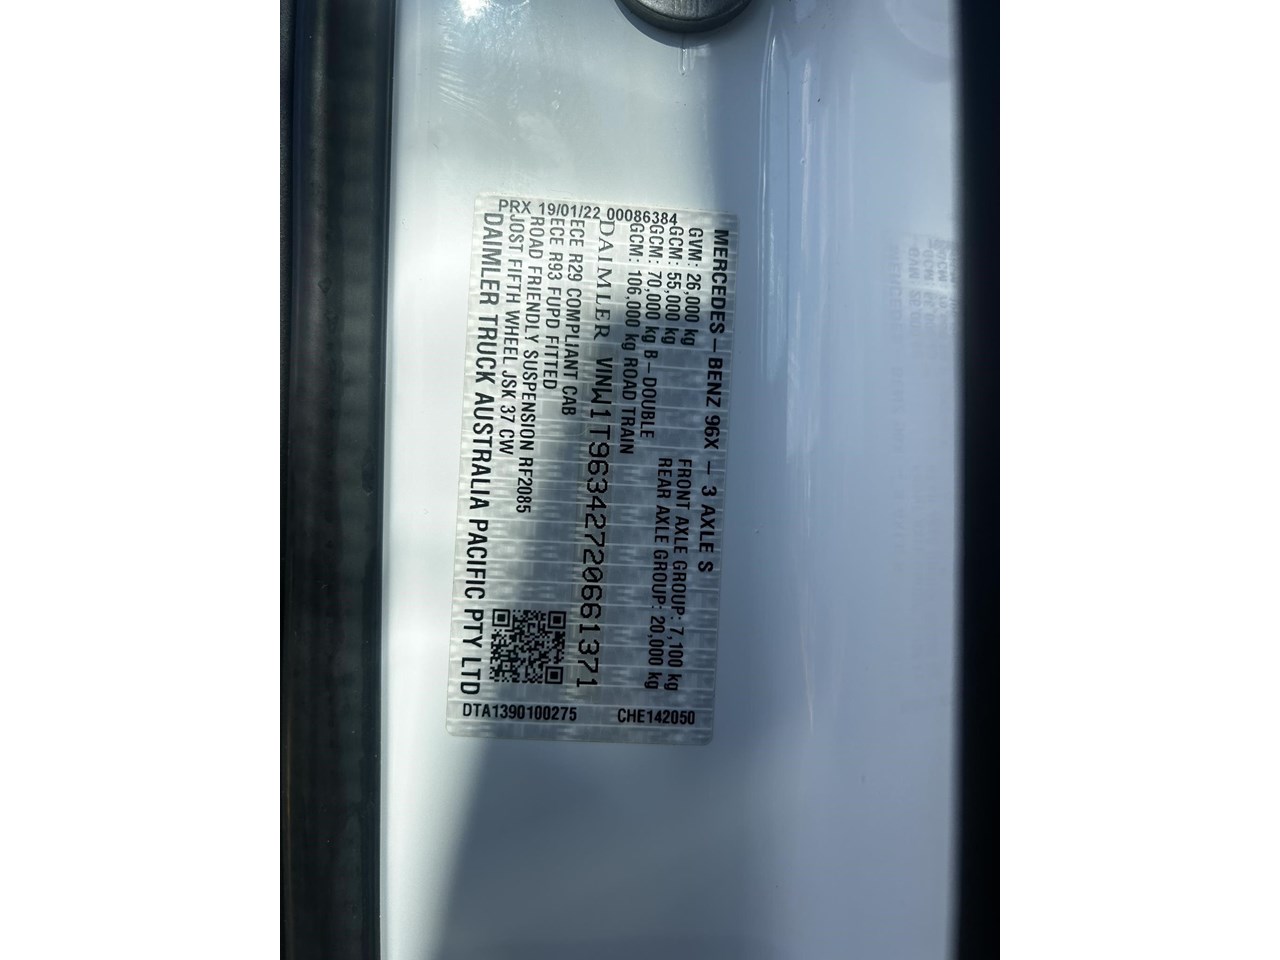 MERCEDES-BENZ 96X - 3 AXLE S
GVM: 26,000 kg FRONT AXLE GROUP: 7,100 kg
GCM: 55,000 kg REAR AXLE GROUP: 20,000 kg
GCM: 70,000 kg B-DOUBLE
GCM: 106,000 kg ROAD TRAIN
DAIMLER VINW1T96342720661371
ECE R29 COMPLIANT CAB
ECE R93 FUPD FITTED
ROAD FRIENDLY SUSPENSION RF2085
JOST FIFTH WHEEL JSK 37 CW
DAIMLER TRUCK AUSTRALIA PACIFIC PTY LTD
PRX 19/01/22 00086384
DTA1390100275 CHE142050